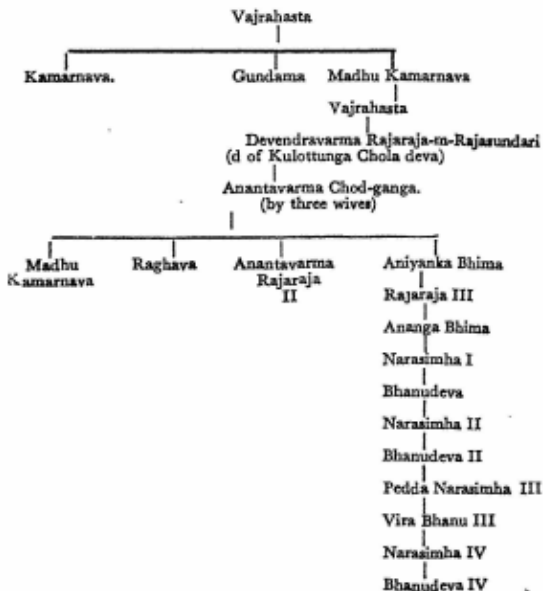 Vajrahasta
Kamarnava. Gundama Madhu Kamarnava
Vajrahasta
Devendravarma Rajaraja-m-Rajasundari
(d of Kulottunga Chola deva)
Anantavarma Chod-ganga.
(by three wives)
Madhu Raghava Anantavarma Aniyanka Bhima
Kamarnava Rajaraja Rajaraja III
II
Ananga Bhima
Narasimha I
Bhanudeva
Narasimha II
Bhanudeva II
Pedda Narasimha III
Vira Bhanu III
Narasimha IV
Bhanudeva IV